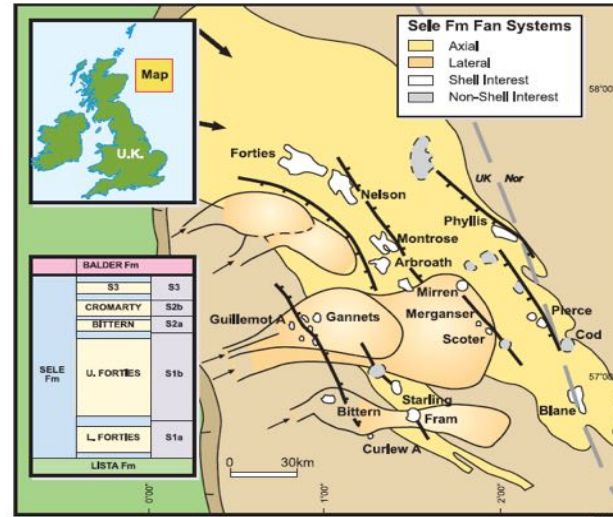 Map
U.K.
Sele Fm Fan Systems
Axial
Lateral
Shell Interest
Non-Shell Interest
58°00'
UK Nor
Forties
Nelson
Phyllis
Montrose
Arbroath
Mirren
Pierce
Guillemot A
Gannets
Merganser
Cod
Scoter
57°00'
Starling
Bittern
Fram
Blane
Curlew A
0 30km
0°00'
1°00'
2°00'
BALDER Fm
S3 S3
CROMARTY S2b
BITTERN S2a
SELE Fm
U. FORTIES S1b
L. FORTIES S1a
LISTA Fm